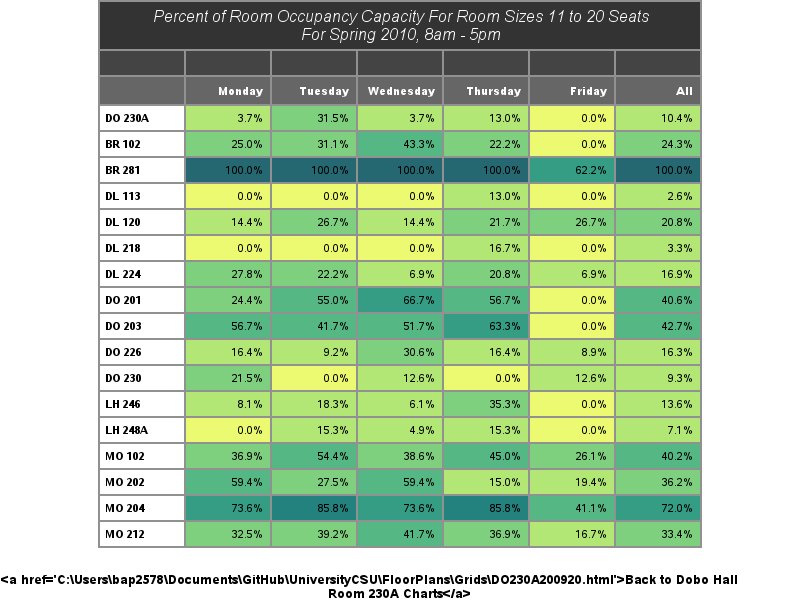 Percent of Room Occupancy Capacity For Room Sizes 11 to 20 Seats
For Spring 2010, 8am - 5pm
Monday Tuesday Wednesday Thursday Friday All
DO 230A 3.7% 31.5% 3.7% 13.0% 0.0% 10.4%
BR 102 25.0% 31.1% 43.3% 22.2% 0.0% 24.3%
BR 281 100.0% 100.0% 100.0% 100.0% 62.2% 100.0%
DL 113 0.0% 0.0% 0.0% 13.0% 0.0% 2.6%
DL 120 14.4% 26.7% 14.4% 21.7% 26.7% 20.8%
DL 218 0.0% 0.0% 0.0% 16.7% 0.0% 3.3%
DL 224 27.8% 22.2% 6.9% 20.8% 6.9% 16.9%
DO 201 24.4% 55.0% 66.7% 56.7% 0.0% 40.6%
DO 203 56.7% 41.7% 51.7% 63.3% 0.0% 42.7%
DO 226 16.4% 9.2% 30.6% 16.4% 8.9% 16.3%
DO 230 21.5% 0.0% 12.6% 0.0% 12.6% 9.3%
LH 246 8.1% 18.3% 6.1% 35.3% 0.0% 13.6%
LH 248A 0.0% 15.3% 4.9% 15.3% 0.0% 7.1%
MO 102 36.9% 54.4% 38.6% 45.0% 26.1% 40.2%
MO 202 59.4% 27.5% 59.4% 15.0% 19.4% 36.2%
MO 204 73.6% 85.8% 73.6% 85.8% 41.1% 72.0%
MO 212 32.5% 39.2% 41.7% 36.9% 16.7% 33.4%
<a href='C:\Users\bap2578\Documents\GitHub\UniversityCSU\FloorPlans\Grids\DO230A200920.html'>Back to Dobo Hall
Room 230A Charts</a>